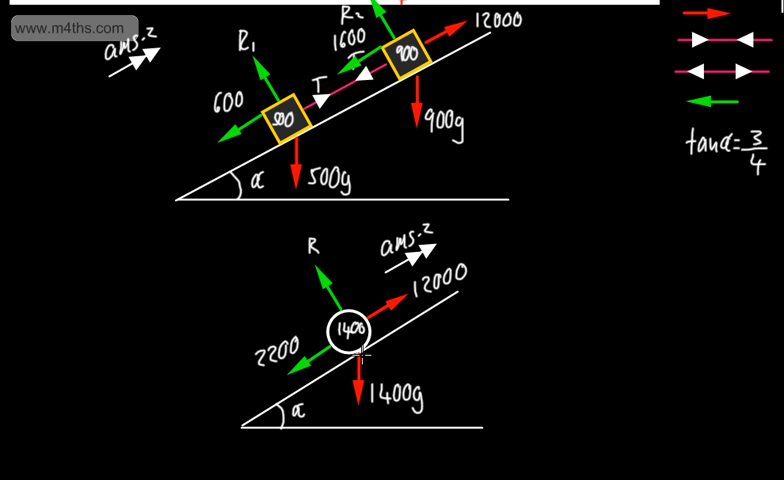 www.m4ths.com
ams-2
R1
R2
12000
1600
900
T
T
600
500
900g
500g
α
tanα=3/4
R
ams-2
12000
1400
2200
1400g
α